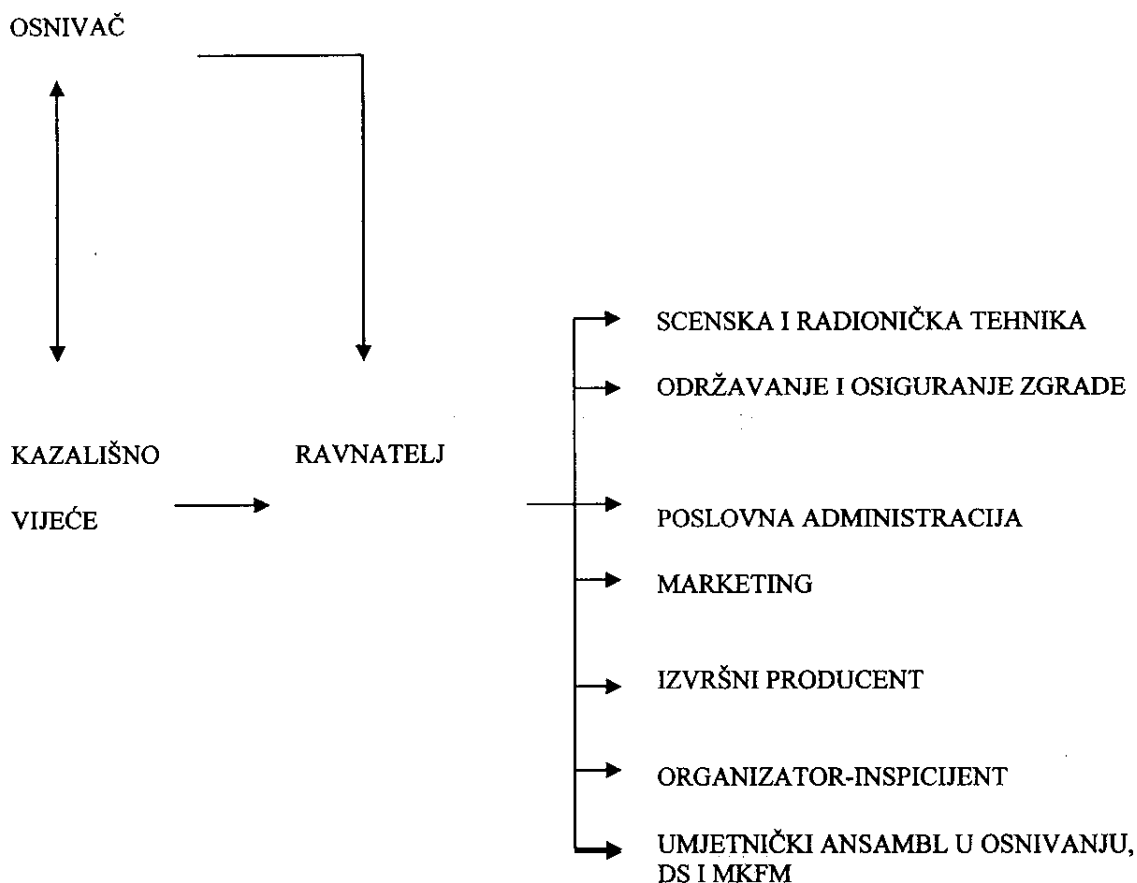 OSNIVAČ
SCENSKA I RADIONIČKA TEHNIKA
ODRŽAVANJE I OSIGURANJE ZGRADE
KAZALIŠNO
VIJEĆE
RAVNATELJ
POSLOVNA ADMINISTRACIJA
MARKETING
IZVRŠNI PRODUCENT
ORGANIZATOR-INSPICIJENT
UMJETNIČKI ANSAMBL U OSNIVANJU,
DS I MKFM